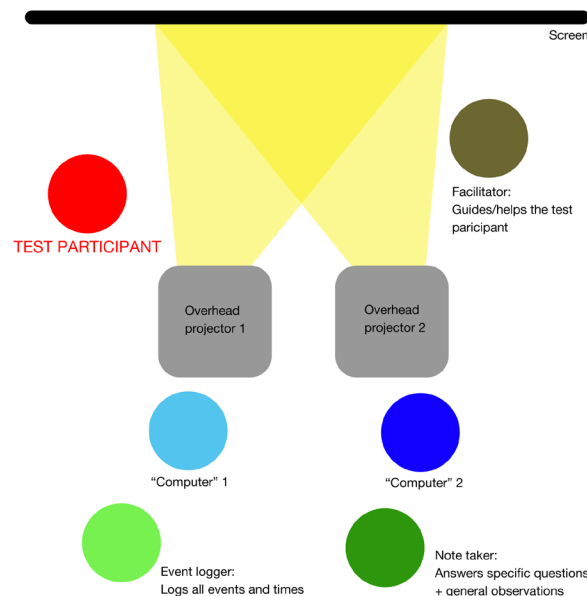 Screen
Facilitator:
Guides/helps the test
paricipant
TEST PARTICIPANT
Overhead
projector 1
Overhead
projector 2
“Computer” 1
“Computer” 2
Event logger:
Logs all events and times
Note taker:
Answers specific questions
+ general observations